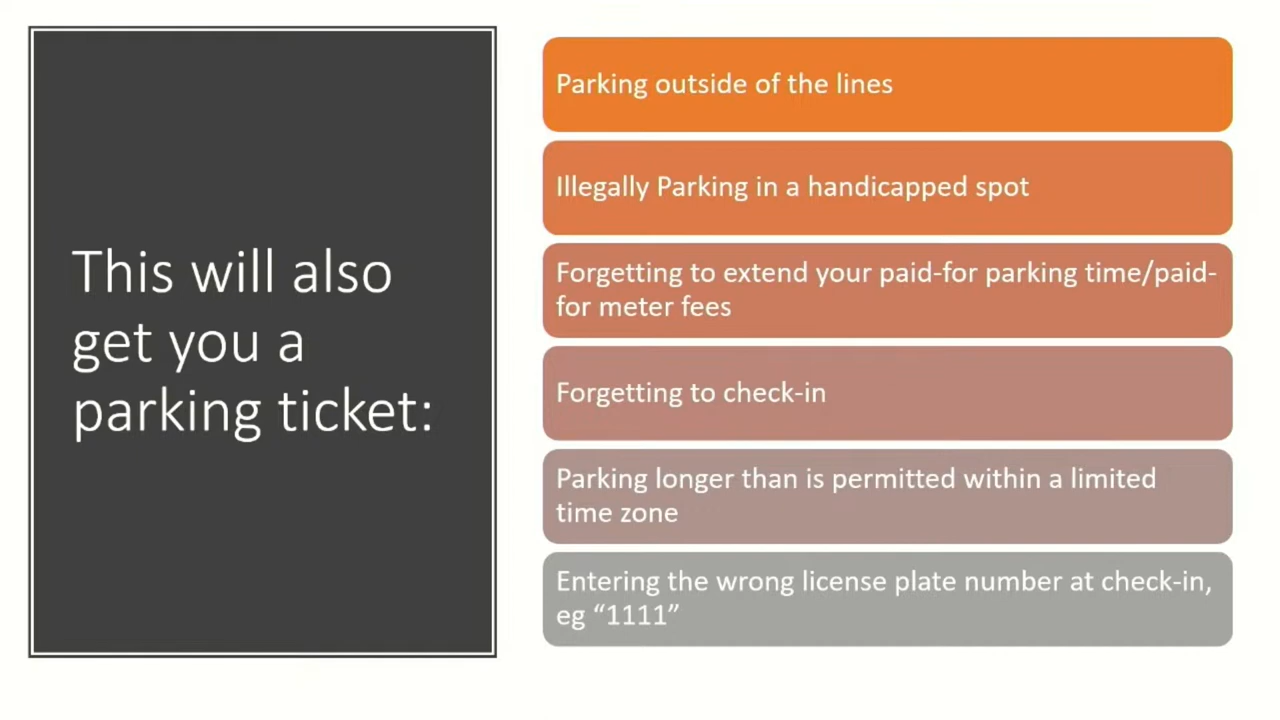 This will also
get you a
parking ticket:
Parking outside of the lines
Illegally Parking in a handicapped spot
Forgetting to extend your paid-for parking time/paid-
for meter fees
Forgetting to check-in
Parking longer than is permitted within a limited
time zone
Entering the wrong license plate number at check-in,
eg “1111”